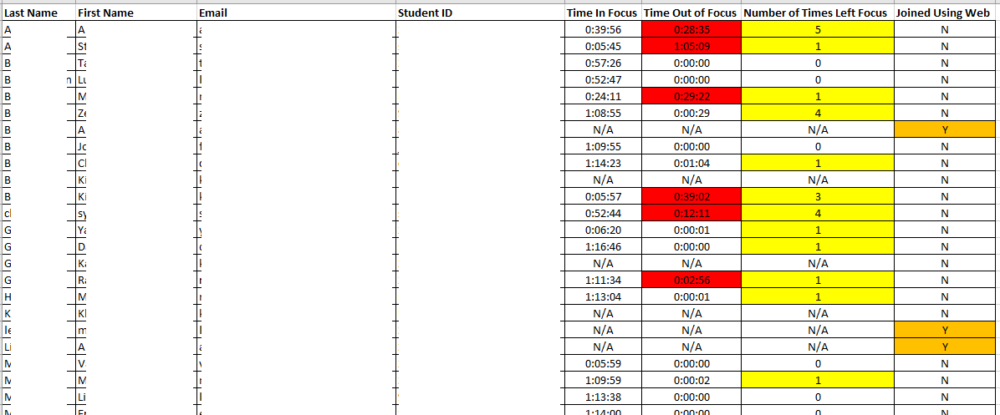 Last Name First Name Email Student ID Time In Focus Time Out of Focus Number of Times Left Focus Joined Using Web
A A a 0:39:56 0:28:35 5 N
A St s 0:05:45 1:05:09 1 N
B Ta t 0:57:26 0:00:00 0 N
B n Lu l 0:52:47 0:00:00 0 N
B M r 0:24:11 0:29:22 1 N
B Ze z 1:08:55 0:00:29 4 N
B A a N/A N/A N/A Y
B Jo f 1:09:55 0:00:00 0 N
B Cl c 1:14:23 0:01:04 1 N
B Ki k N/A N/A N/A N
B Ki k 0:05:57 0:39:02 3 N
cl sy s 0:52:44 0:12:11 4 N
G Ya y 0:06:20 0:00:01 1 N
G D c 1:16:46 0:00:00 1 N
G Ka k N/A N/A N/A N
G Ra r 1:11:34 0:02:56 1 N
H M r 1:13:04 0:00:01 1 N
K Kl k N/A N/A N/A N
le m l N/A N/A N/A Y
Li A a N/A N/A N/A Y
M V v 0:05:59 0:00:00 0 N
M M r 1:09:59 0:00:02 1 N
M Li l 1:13:38 0:00:00 0 N
M Er e 1:14:00 0:00:00 0 N